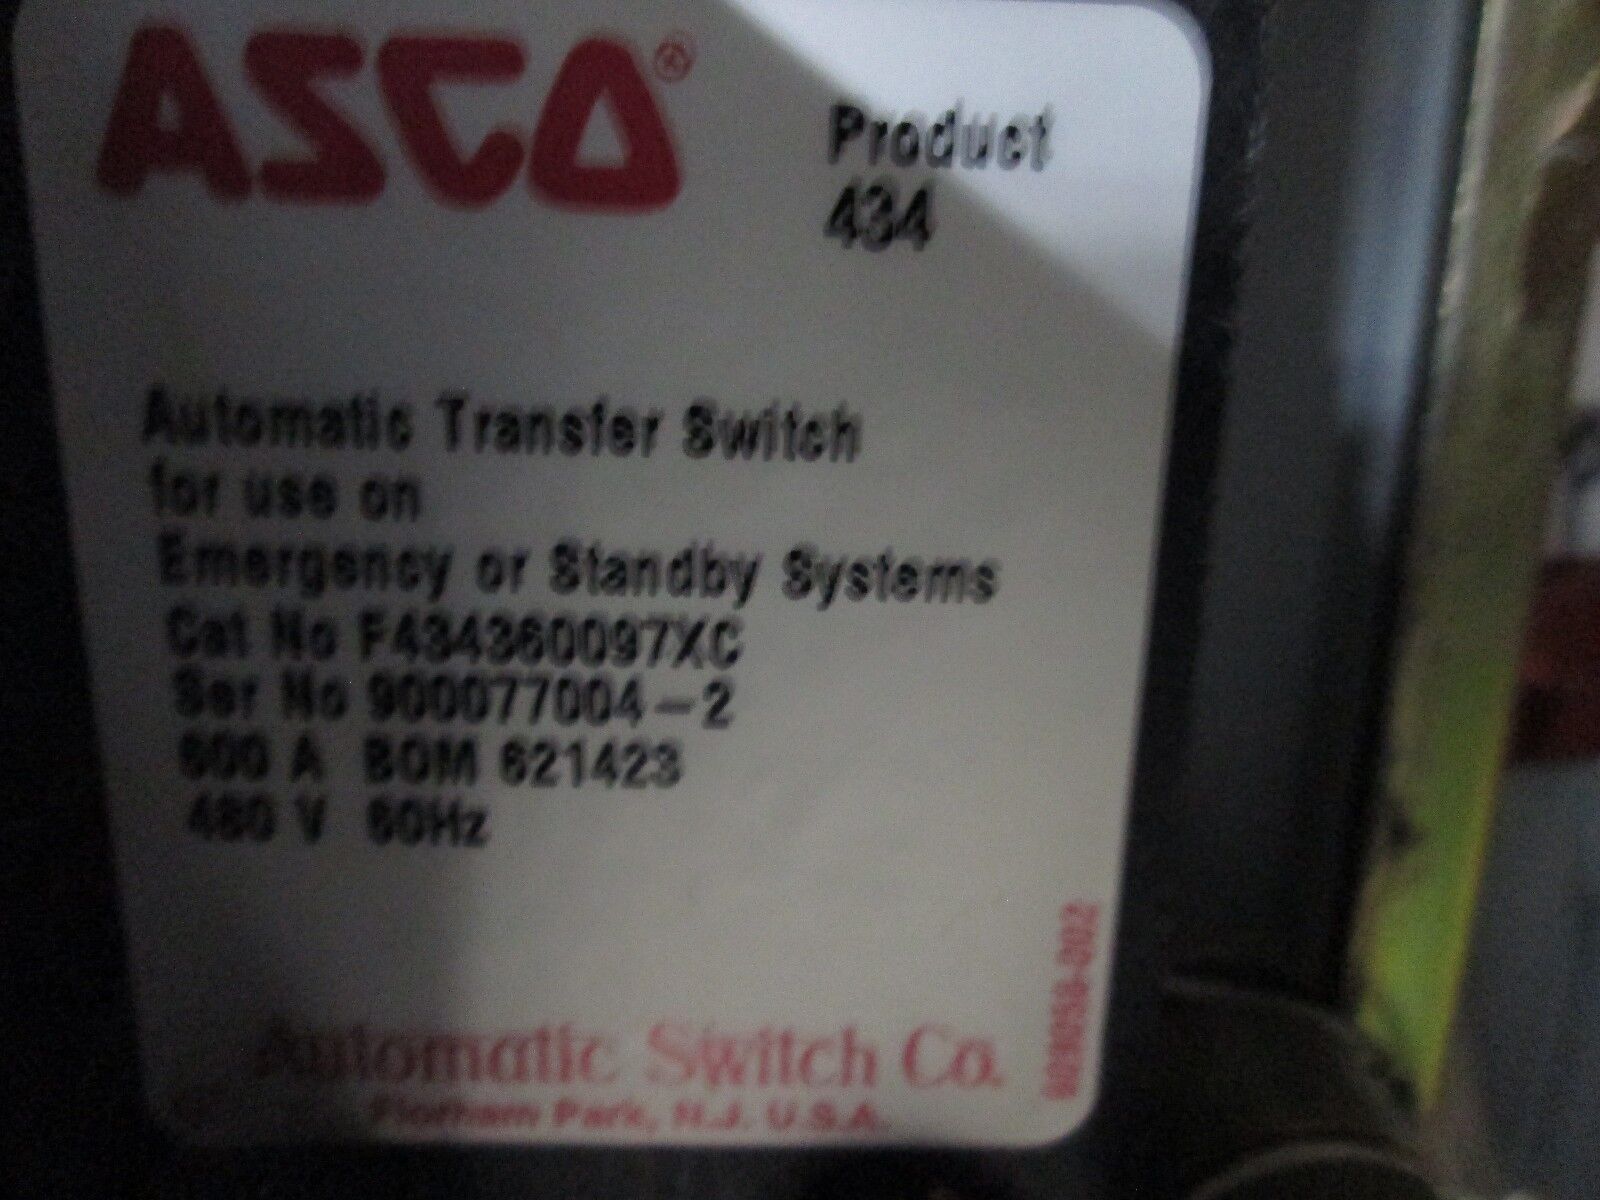 ASCO®
Product
434
Automatic Transfer Switch
for use on
Emergency or Standby Systems
Cat No F434360097XC
Ser No 900077004-2
600 A BOM 621423
480 V 60Hz
Automatic Switch Co.
Florham Park, N.J. U.S.A.